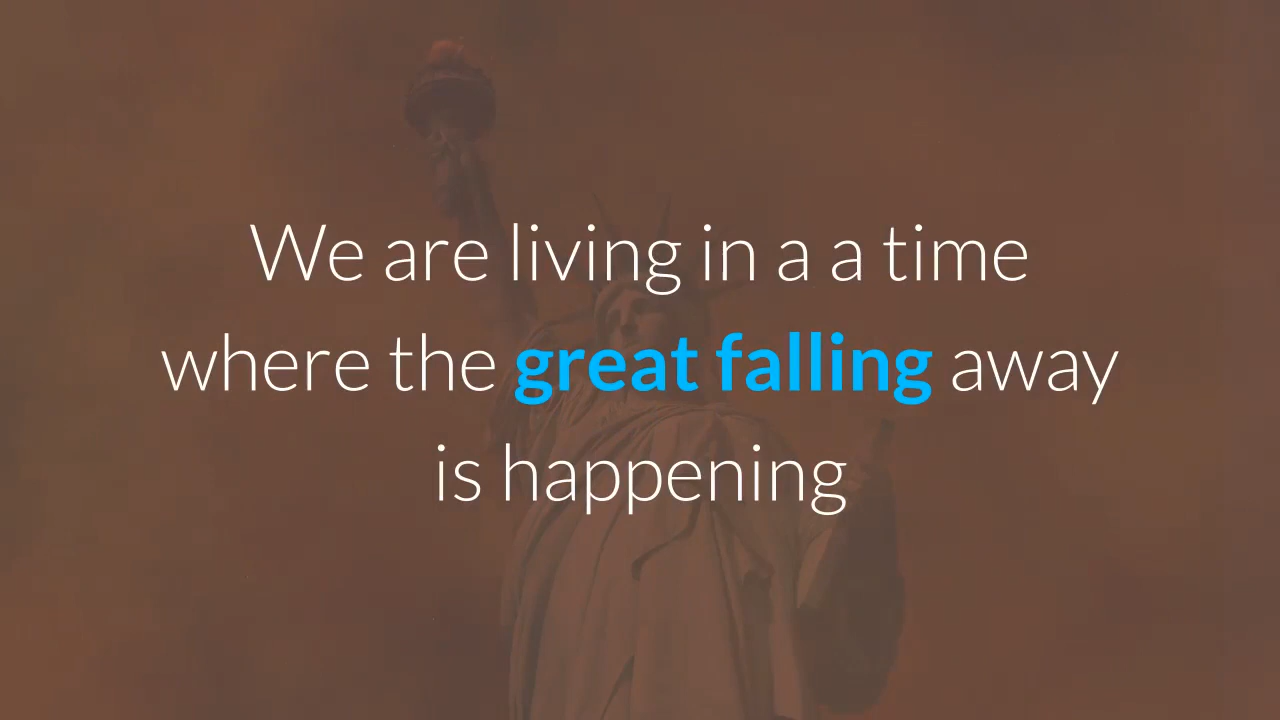 We are living in a a time
where the great falling away
is happening